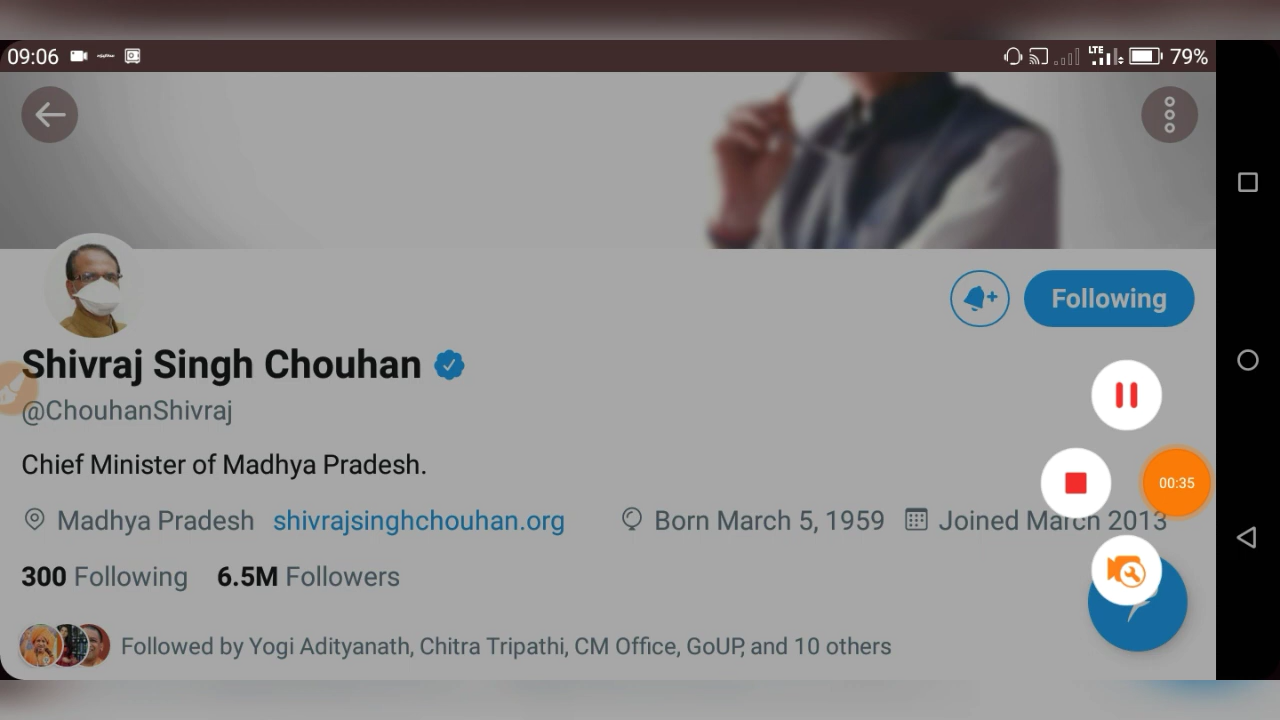 09:06
LTE 79%
Following
Shivraj Singh Chouhan
@ChouhanShivraj
Chief Minister of Madhya Pradesh.
00:35
Madhya Pradesh shivrajsinghchouhan.org Born March 5, 1959 Joined March 2013
300 Following 6.5M Followers
Followed by Yogi Adityanath, Chitra Tripathi, CM Office, GoUP, and 10 others